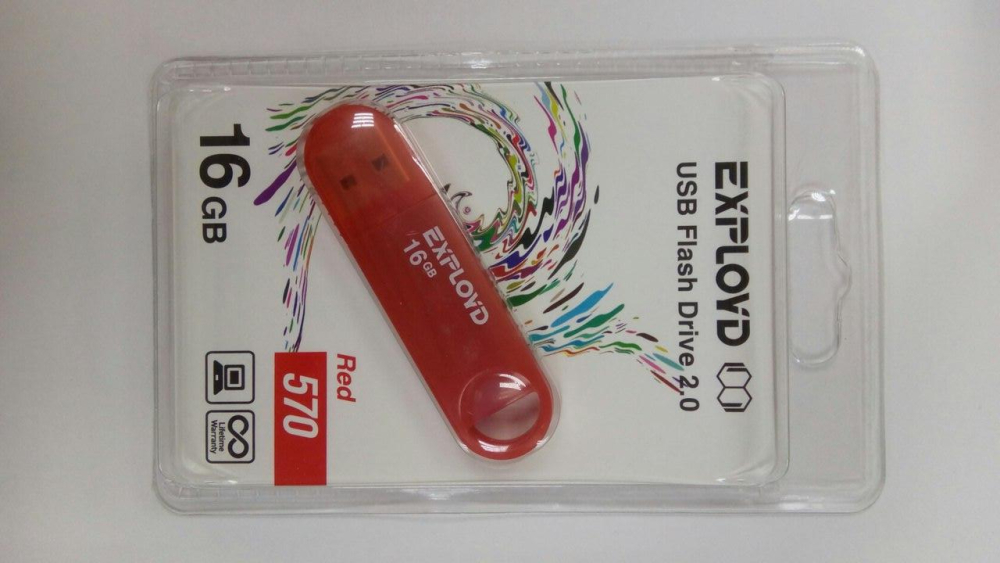 EXPLOYD
USB Flash Drive 2.0
EXPLOYD
16GB
Red
570
16 GB
Lifetime
Warranty